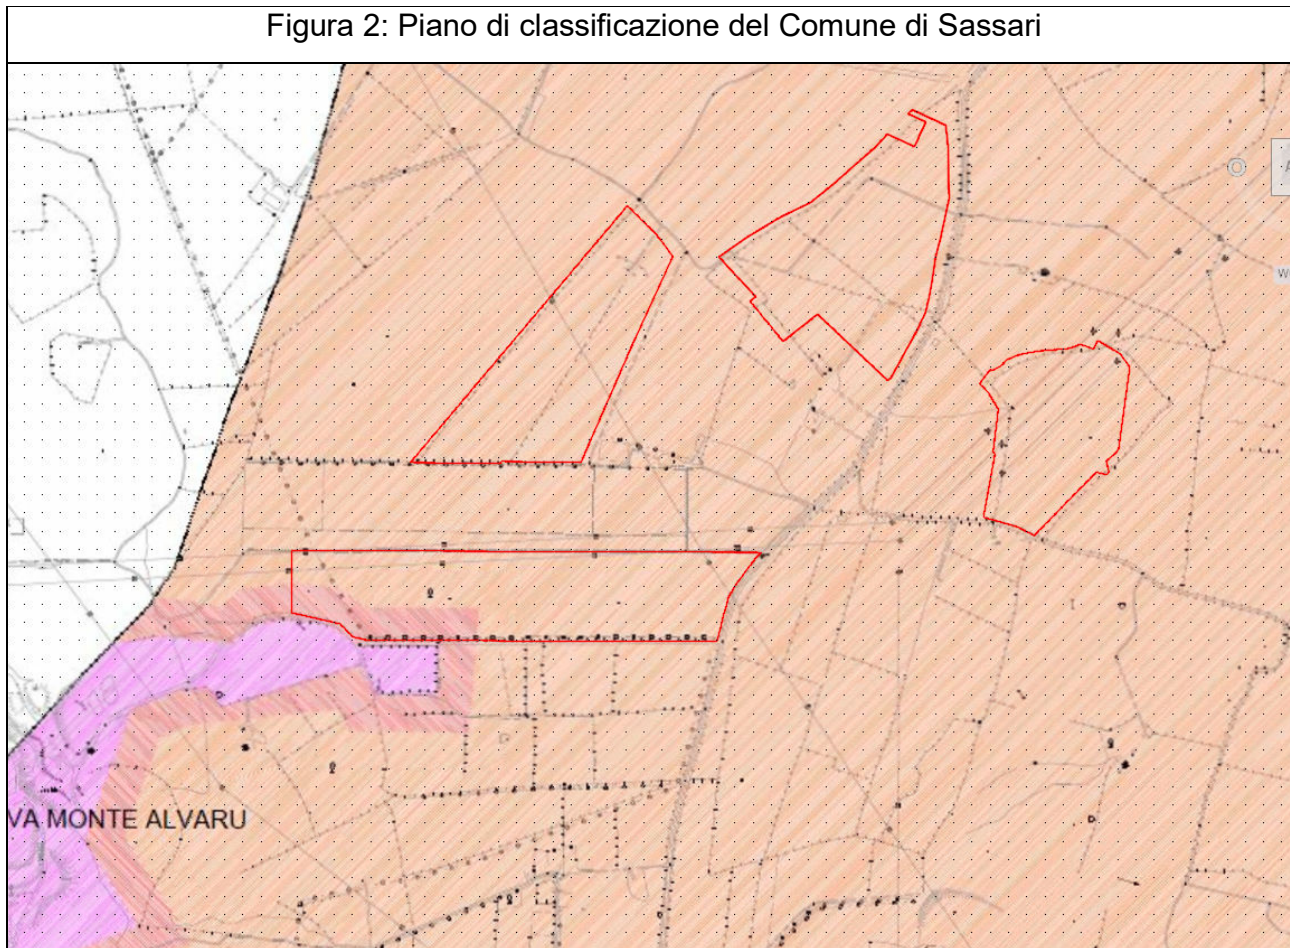 Figura 2: Piano di classificazione del Comune di Sassari
VA MONTE ALVARU